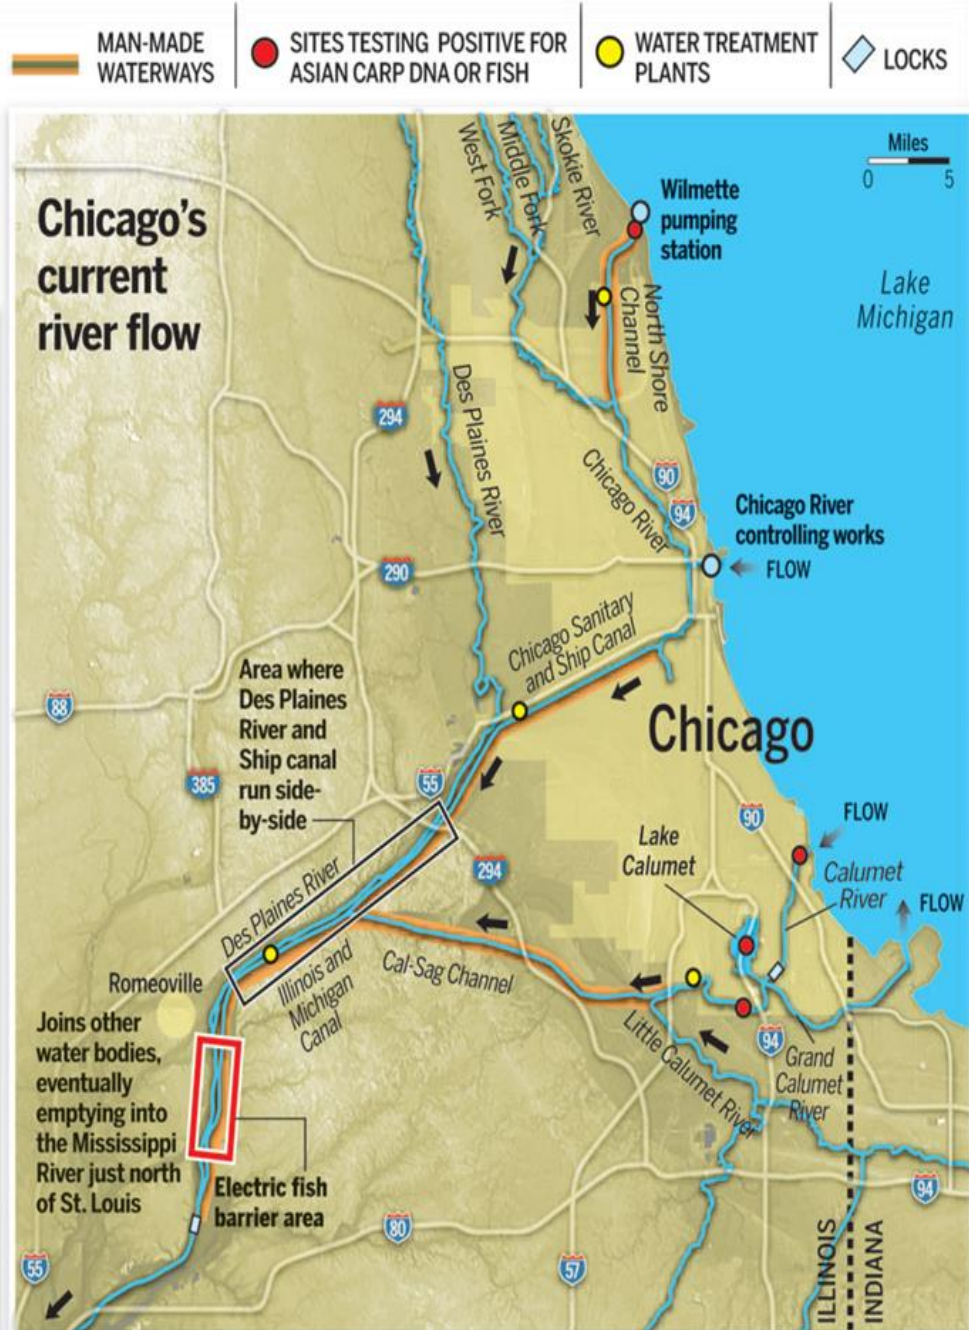 MAN-MADE
WATERWAYS
SITES TESTING POSITIVE FOR
ASIAN CARP DNA OR FISH
WATER TREATMENT
PLANTS
LOCKS
Chicago's
current
river flow
West Fork
Middle Fork
Skokie River
Miles
0 5
Wilmette
pumping
station
Lake
Michigan
North Shore
Channel
294
Des Plaines River
Chicago River
90
94
Chicago River
controlling works
FLOW
290
Chicago Sanitary
and Ship Canal
Area where
Des Plaines
River and
Ship canal
run side-
by-side
88
385
55
Chicago
90
FLOW
Lake
Calumet
Calumet
River
FLOW
294
Des Plaines River
Romeoville
Illinois and
Michigan
Canal
Cal-Sag Channel
Joins other
water bodies,
eventually
emptying into
the Mississippi
River just north
of St. Louis
Little Calumet River
94
Grand
Calumet
River
Electric fish
barrier area
94
80
55
57
ILLINOIS
INDIANA